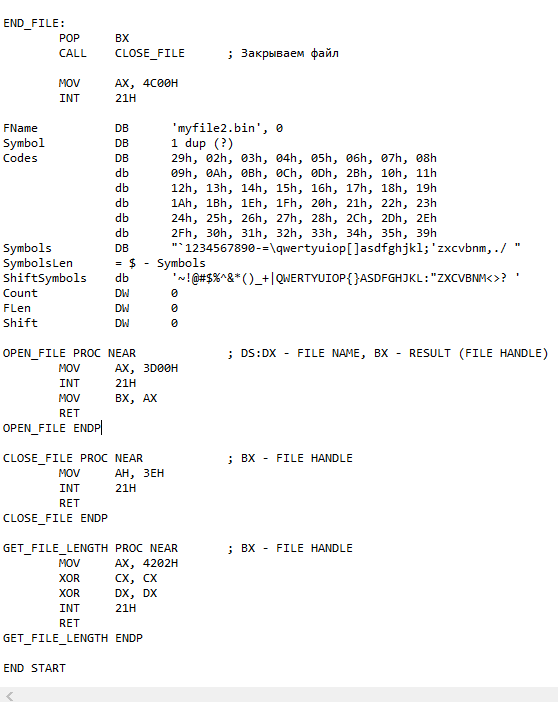 END_FILE:
POP BX
CALL CLOSE_FILE ; Закрываем файл
MOV AX, 4C00H
INT 21H
FName DB 'myfile2.bin', 0
Symbol DB 1 dup (?)
Codes DB 29h, 02h, 03h, 04h, 05h, 06h, 07h, 08h
db 09h, 0Ah, 0Bh, 0Ch, 0Dh, 2Bh, 10h, 11h
db 12h, 13h, 14h, 15h, 16h, 17h, 18h, 19h
db 1Ah, 1Bh, 1Eh, 1Fh, 20h, 21h, 22h, 23h
db 24h, 25h, 26h, 27h, 28h, 2Ch, 2Dh, 2Eh
db 2Fh, 30h, 31h, 32h, 33h, 34h, 35h, 39h
Symbols DB "`1234567890-=\qwertyuiop[]asdfghjkl;'zxcvbnm,./ "
SymbolsLen = $ - Symbols
ShiftSymbols db '~!@#$%^&*()_+|QWERTYUIOP{}ASDFGHJKL:"ZXCVBNM<>? '
Count DW 0
FLen DW 0
Shift DW 0
OPEN_FILE PROC NEAR ; DS:DX - FILE NAME, BX - RESULT (FILE HANDLE)
MOV AX, 3D00H
INT 21H
MOV BX, AX
RET
OPEN_FILE ENDP
CLOSE_FILE PROC NEAR ; BX - FILE HANDLE
MOV AH, 3EH
INT 21H
RET
CLOSE_FILE ENDP
GET_FILE_LENGTH PROC NEAR ; BX - FILE HANDLE
MOV AX, 4202H
XOR CX, CX
XOR DX, DX
INT 21H
RET
GET_FILE_LENGTH ENDP
END START